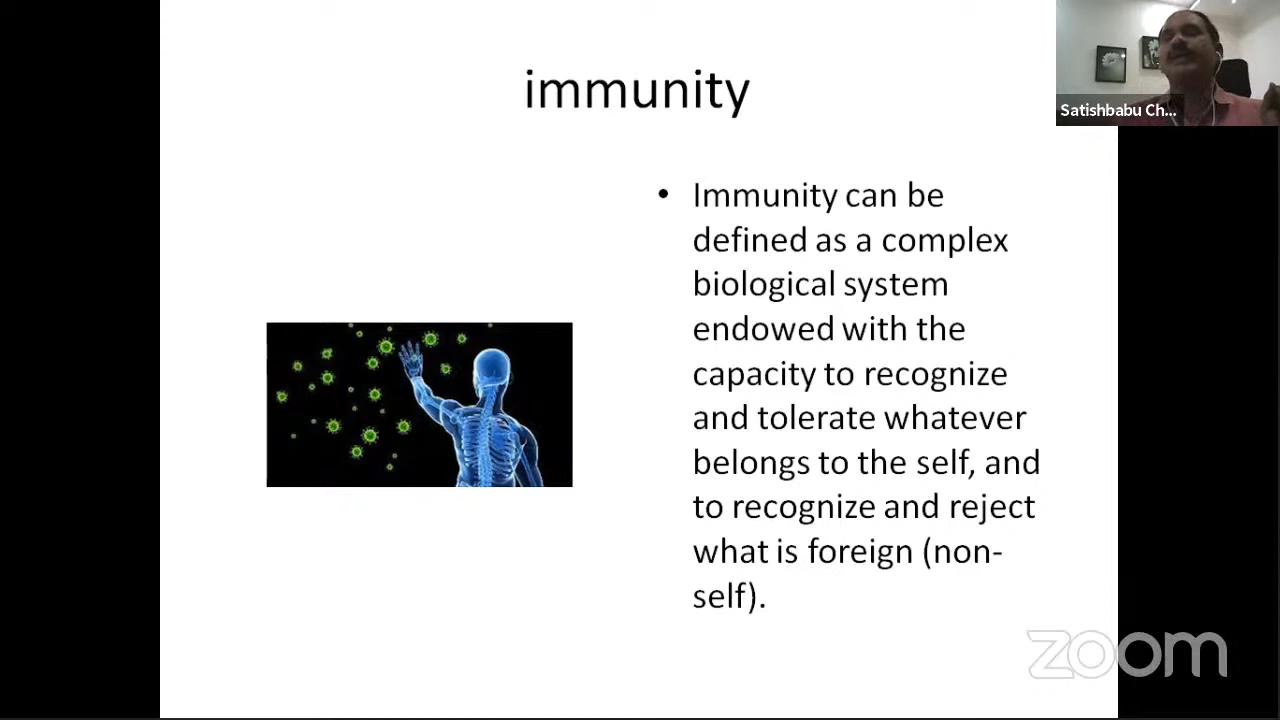 immunity
Satishbabu Ch...
• Immunity can be
defined as a complex
biological system
endowed with the
capacity to recognize
and tolerate whatever
belongs to the self, and
to recognize and reject
what is foreign (non-
self).
zoom